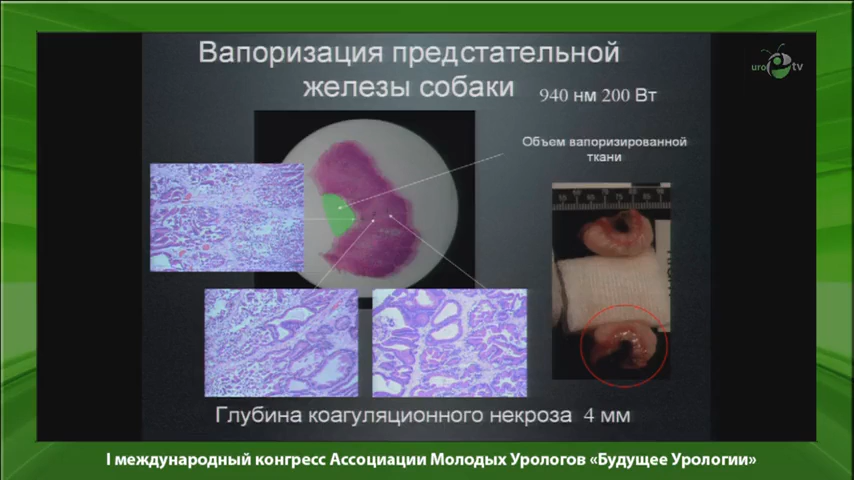 Вапоризация предстательной
железы собаки
940 нм 200 Вт
uro tv
Объем вапоризированной
ткани
Глубина коагуляционного некроза 4 мм
I международный конгресс Ассоциации Молодых Урологов «Будущее Урологии»